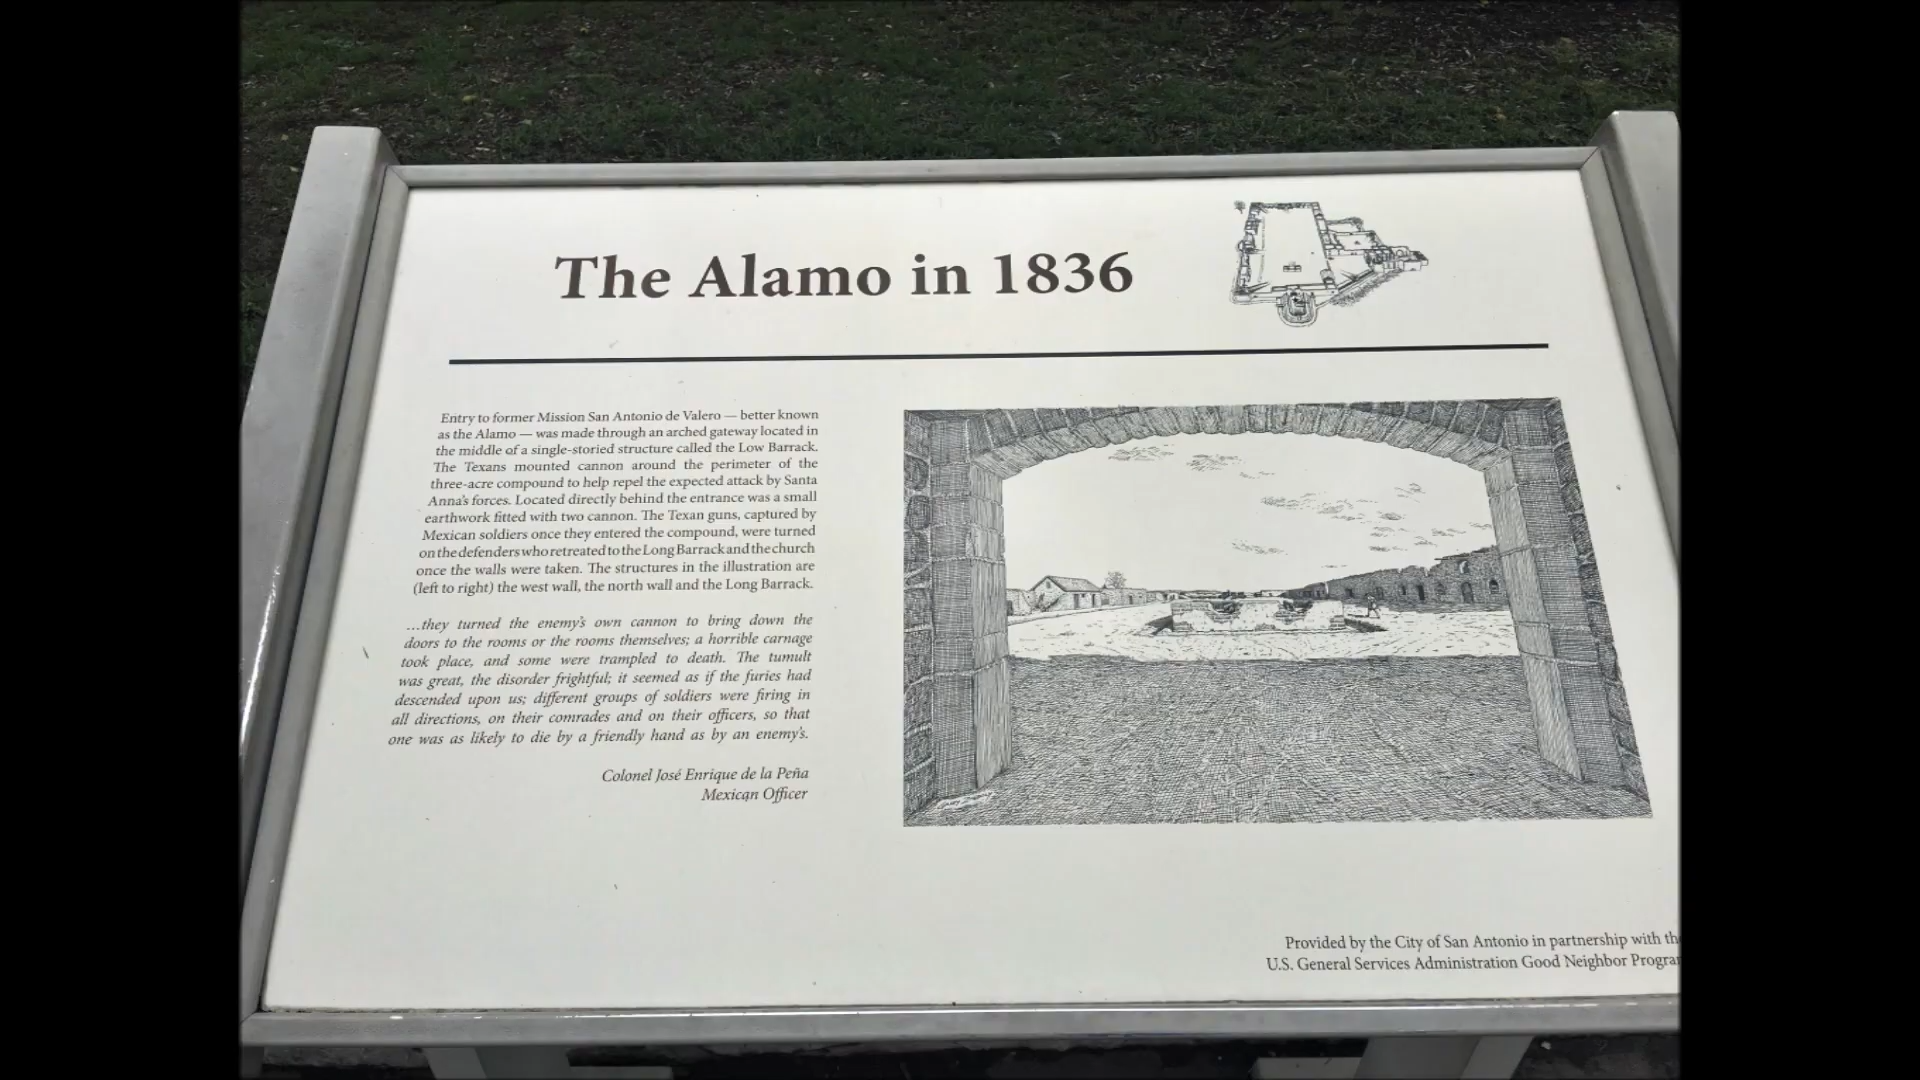 The Alamo in 1836
Entry to former Mission San Antonio de Valero — better known
as the Alamo — was made through an arched gateway located in
the middle of a single-storied structure called the Low Barrack.
The Texans mounted cannon around the perimeter of the
three-acre compound to help repel the expected attack by Santa
Anna's forces. Located directly behind the entrance was a small
earthwork fitted with two cannon. The Texan guns, captured by
Mexican soldiers once they entered the compound, were turned
on the defenders who retreated to the Long Barrack and the church
once the walls were taken. The structures in the illustration are
(left to right) the west wall, the north wall and the Long Barrack.
...they turned the enemy's own cannon to bring down the
doors to the rooms or the rooms themselves; a horrible carnage
took place, and some were trampled to death. The tumult
was great, the disorder frightful; it seemed as if the furies had
descended upon us; different groups of soldiers were firing in
all directions, on their comrades and on their officers, so that
one was as likely to die by a friendly hand as by an enemy's.
Colonel José Enrique de la Peña
Mexican Officer
Provided by the City of San Antonio in partnership with th
U.S. General Services Administration Good Neighbor Progra